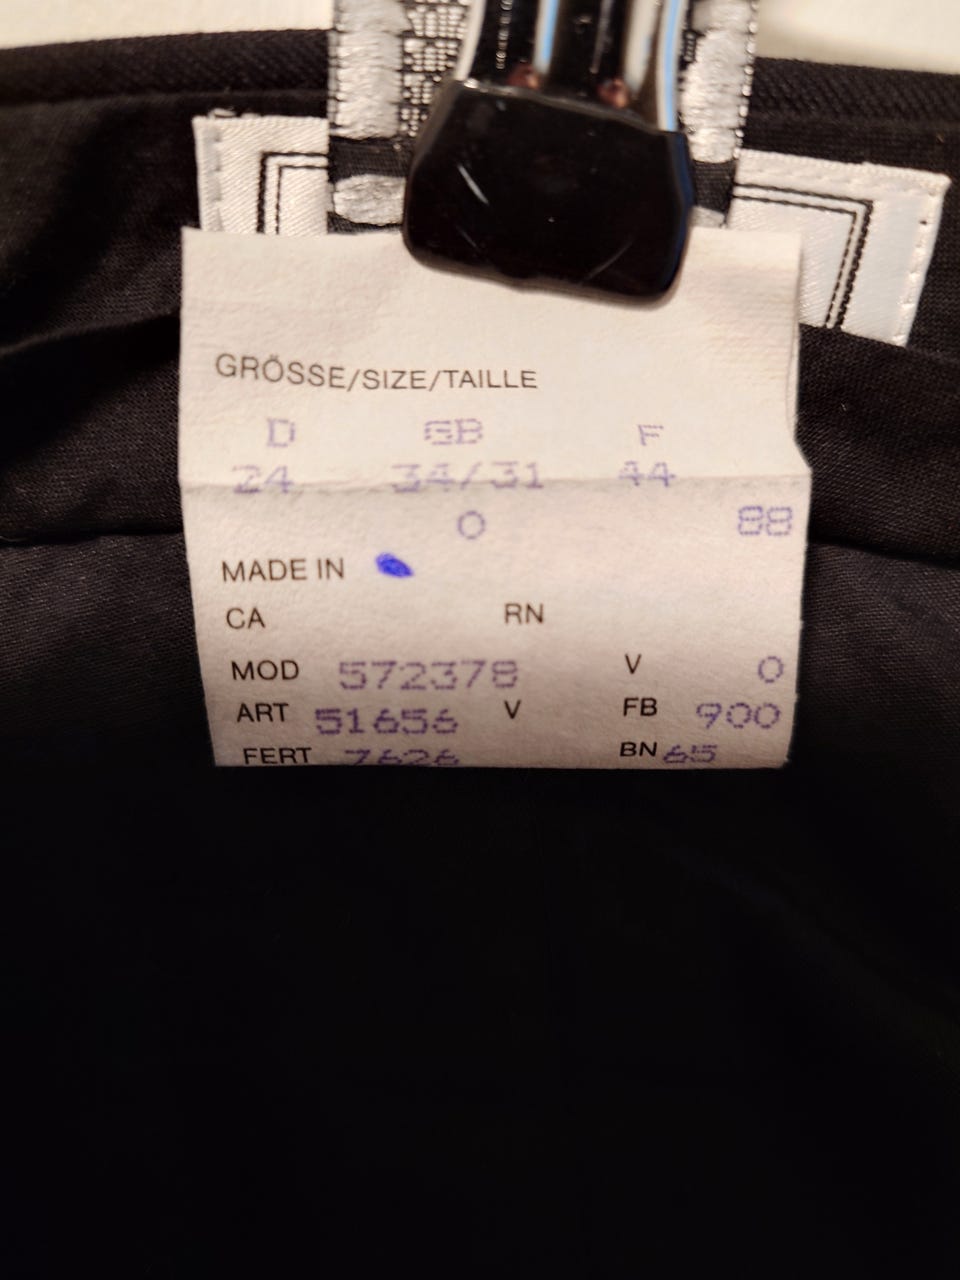 GRÖSSE/SIZE/TAILLE
D GB F
24 34/31 44
0 88
MADE IN
CA RN
MOD 572378 V 0
ART 51656 V FB 900
FERT 7626 BN 65